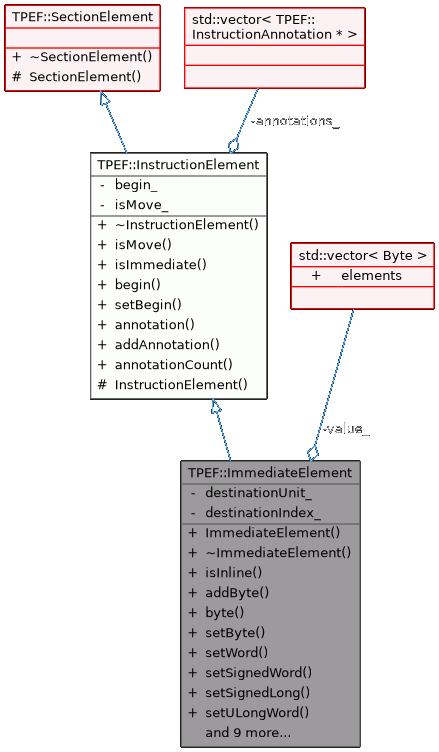 TPEF::SectionElement
+ ~SectionElement()
# SectionElement()
std::vector< TPEF::
InstructionAnnotation * >
-annotations_
TPEF::InstructionElement
- begin_
- isMove_
+ ~InstructionElement()
+ isMove()
+ isImmediate()
+ begin()
+ setBegin()
+ annotation()
+ addAnnotation()
+ annotationCount()
# InstructionElement()
std::vector< Byte >
+ elements
-value_
TPEF::ImmediateElement
- destinationUnit_
- destinationIndex_
+ ImmediateElement()
+ ~ImmediateElement()
+ isInline()
+ addByte()
+ byte()
+ setByte()
+ setWord()
+ setSignedWord()
+ setSignedLong()
+ setULongWord()
and 9 more...